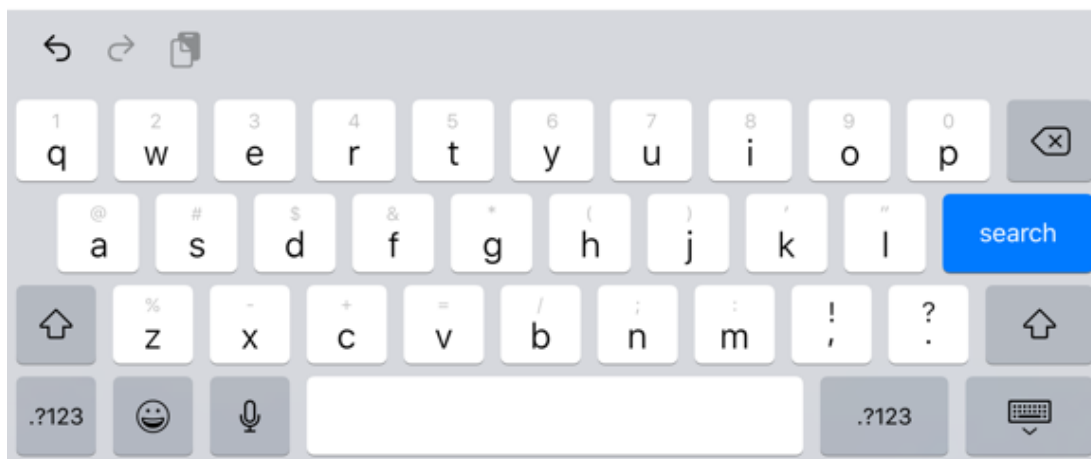 1 2 3 4 5 6 7 8 9 0
q w e r t y u i o p
@ # $ & * ( ) ' "
a s d f g h j k l search
% - + = / ; : ! ?
z x c v b n m , .
.?123 .?123